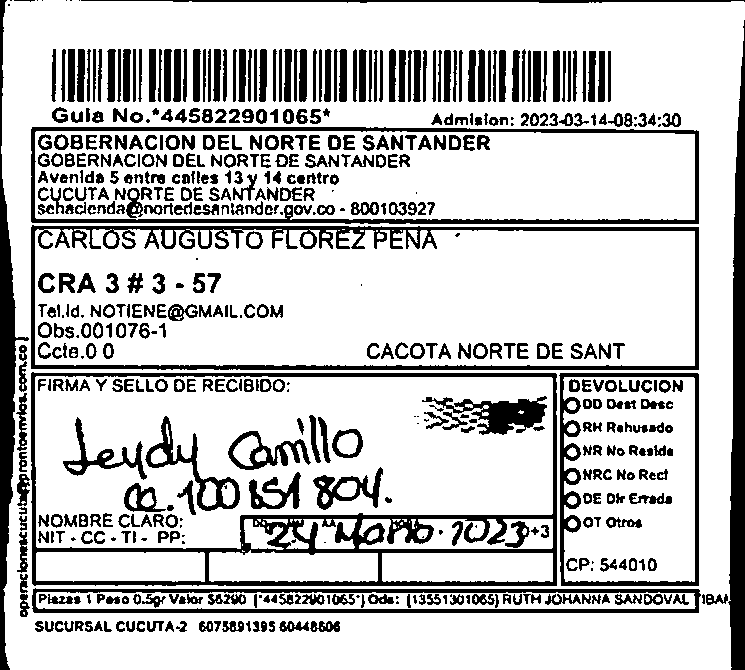 Guia No.*445822901065*
Admision: 2023-03-14-08:34:30
GOBERNACION DEL NORTE DE SANTANDER
GOBERNACION DEL NORTE DE SANTANDER
Avenida 5 entre calles 13 y 14 centro
CUCUTA NORTE DE SANTANDER
sehacienda@nortedesantander.gov.co - 800103927
CARLOS AUGUSTO FLOREZ PENA
CRA 3 # 3 - 57
Tel.Id. NOTIENE@GMAIL.COM
Obs.001076-1
Ccta.0 0
CACOTA NORTE DE SANT
operacionescucuta@prontoenvios.com.co
FIRMA Y SELLO DE RECIBIDO:
Leydy Carrillo
cc. 100
NOMBRE CLARO:
NIT - CC - TI - PP:
24 Marzo
DEVOLUCION
DD Dest Desc
RH Rehusado
NR No Reside
NRC No Recl
DE Dir Errada
OT Otros
CP: 544010
Piezas 1 Peso 0.5gr Valor $6290 (*445822901065*) Ods: (13551301065) RUTH JOHANNA SANDOVAL
SUCURSAL CUCUTA-2 6075891395 60448606